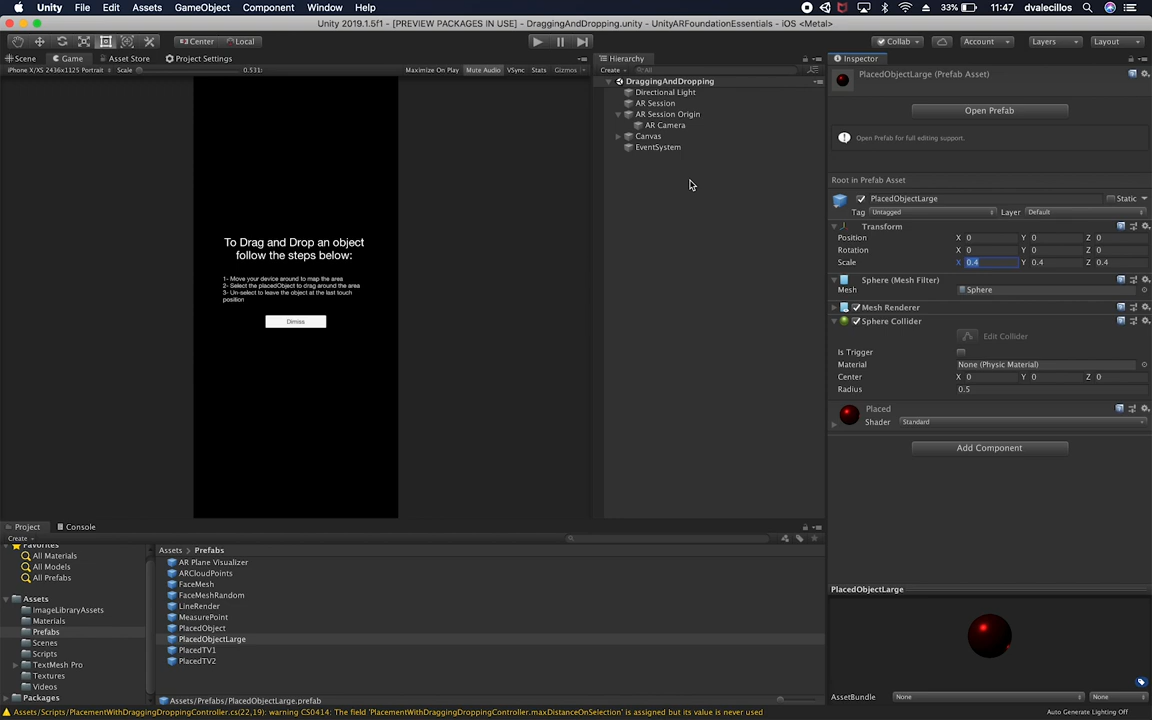 Unity File Edit Assets GameObject Component Window Help 33% 11:47 dvalecillos
Unity 2019.1.5f1 - [PREVIEW PACKAGES IN USE] - DraggingAndDropping.unity - UnityARFoundationEssentials - iOS <Metal>
Center Local Collab Account Layers Layout
Scene Game Asset Store Project Settings Hierarchy Inspector
iPhone X/XS 2436x1125 Portrait Scale 0.531 Maximize On Play Mute Audio VSync Stats Gizmos Create All
DraggingAndDropping
Directional Light
AR Session
AR Session Origin
AR Camera
Canvas
EventSystem
PlacedObjectLarge (Prefab Asset)
Open Prefab
Open Prefab for full editing support.
Root in Prefab Asset
PlacedObjectLarge Static
Tag Untagged Layer Default
Transform
Position X 0 Y 0 Z 0
Rotation X 0 Y 0 Z 0
Scale X 0.4 Y 0.4 Z 0.4
Sphere (Mesh Filter)
Mesh Sphere
Mesh Renderer
Sphere Collider
Edit Collider
Is Trigger
Material None (Physic Material)
Center X 0 Y 0 Z 0
Radius 0.5
Placed
Shader Standard
Add Component
To Drag and Drop an object
follow the steps below:
1- Move your device around to map the area
2- Select the placedObject to drag around the area
3- Un-select to leave the object at the last touch
position
Dimiss
Project Console
Create
Favorites
All Materials
All Models
All Prefabs
Assets
ImageLibraryAssets
Materials
Prefabs
Scenes
Scripts
TextMesh Pro
Textures
Videos
Packages
Assets Prefabs
AR Plane Visualizer
ARCloudPoints
FaceMesh
FaceMeshRandom
LineRender
MeasurePoint
PlacedObject
PlacedObjectLarge
PlacedTV1
PlacedTV2
Assets/Prefabs/PlacedObjectLarge.prefab
PlacedObjectLarge
AssetBundle None None
Assets/Scripts/PlacementWithDraggingDroppingController.cs(22,19): warning CS0414: The field 'PlacementWithDraggingDroppingController.maxDistanceOnSelection' is assigned but its value is never used
Auto Generate Lighting Off